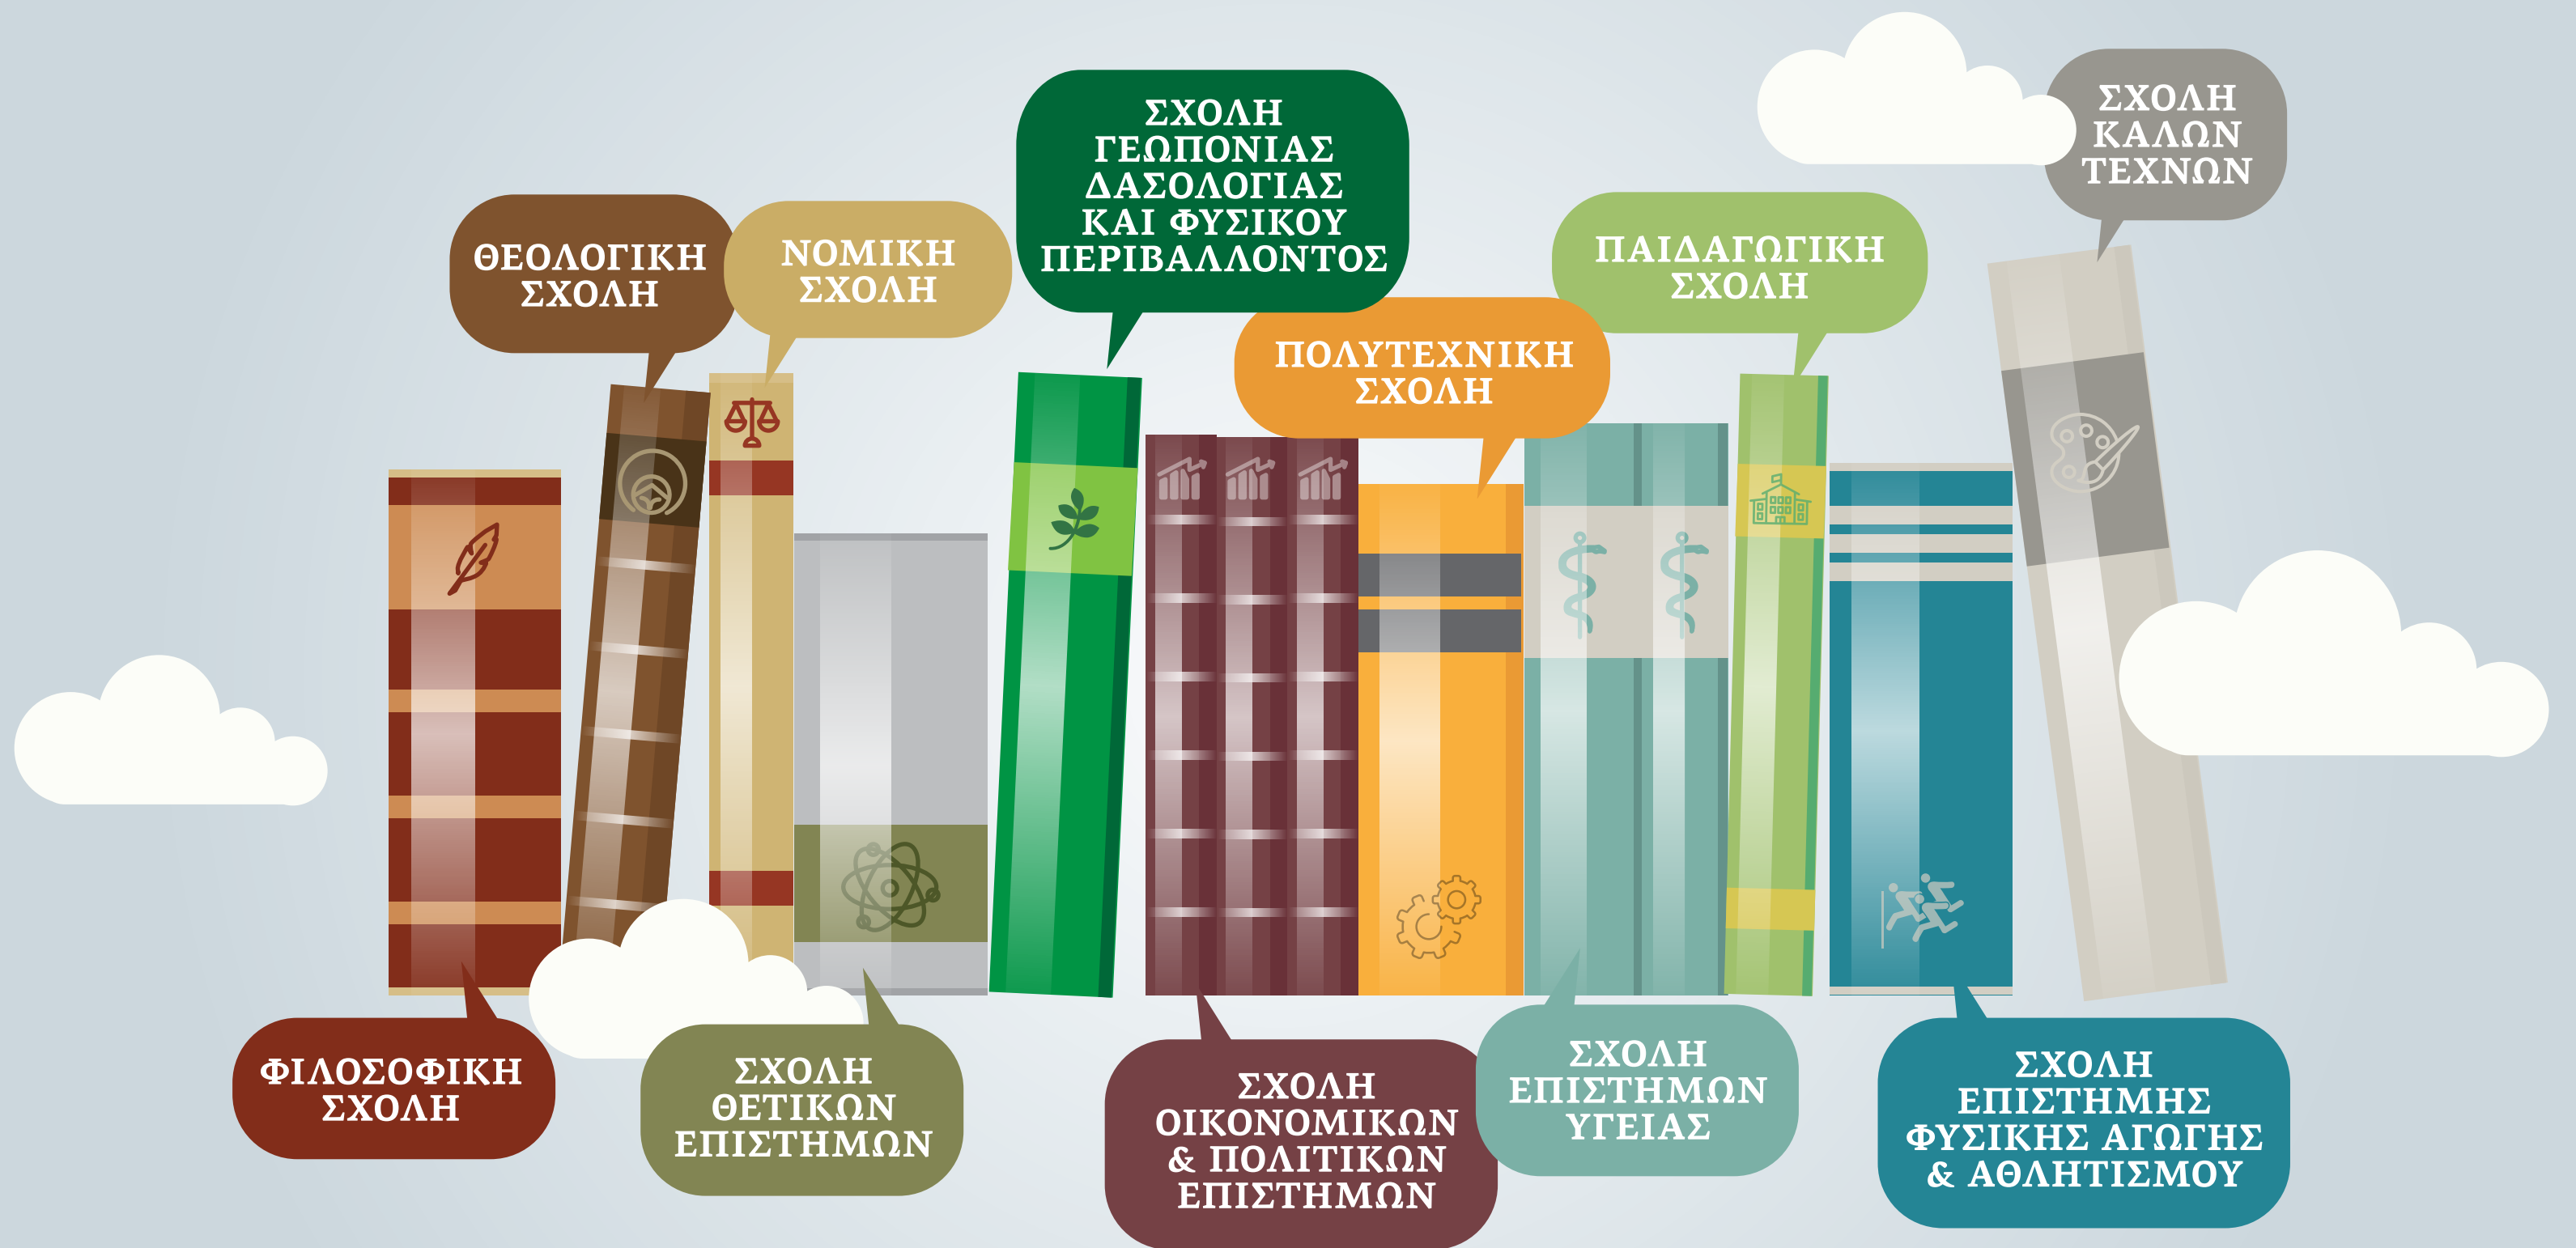 ΘΕΟΛΟΓΙΚΗ
ΣΧΟΛΗ
ΝΟΜΙΚΗ
ΣΧΟΛΗ
ΣΧΟΛΗ
ΓΕΩΠΟΝΙΑΣ
ΔΑΣΟΛΟΓΙΑΣ
ΚΑΙ ΦΥΣΙΚΟΥ
ΠΕΡΙΒΑΛΛΟΝΤΟΣ
ΠΟΛΥΤΕΧΝΙΚΗ
ΣΧΟΛΗ
ΠΑΙΔΑΓΩΓΙΚΗ
ΣΧΟΛΗ
ΣΧΟΛΗ
ΚΑΛΩΝ
ΤΕΧΝΩΝ
ΦΙΛΟΣΟΦΙΚΗ
ΣΧΟΛΗ
ΣΧΟΛΗ
ΘΕΤΙΚΩΝ
ΕΠΙΣΤΗΜΩΝ
ΣΧΟΛΗ
ΟΙΚΟΝΟΜΙΚΩΝ
& ΠΟΛΙΤΙΚΩΝ
ΕΠΙΣΤΗΜΩΝ
ΣΧΟΛΗ
ΕΠΙΣΤΗΜΩΝ
ΥΓΕΙΑΣ
ΣΧΟΛΗ
ΕΠΙΣΤΗΜΗΣ
ΦΥΣΙΚΗΣ ΑΓΩΓΗΣ
& ΑΘΛΗΤΙΣΜΟΥ